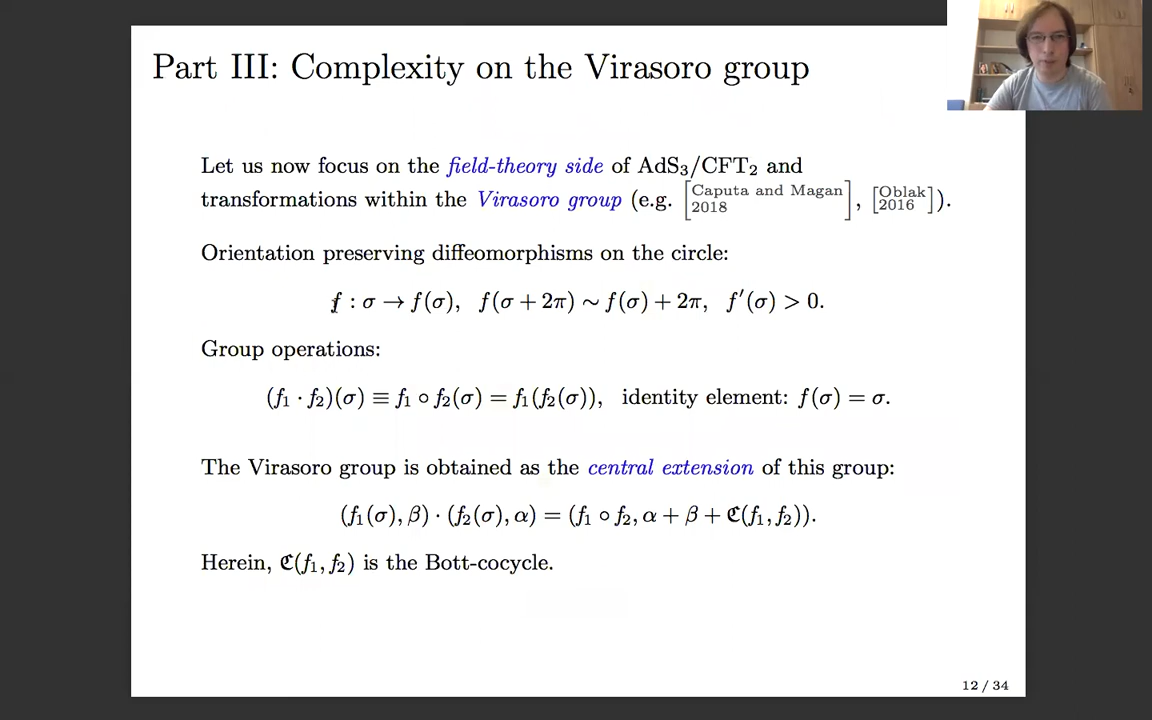 Part III: Complexity on the Virasoro group
Let us now focus on the field-theory side of AdS₃/CFT₂ and
transformations within the Virasoro group (e.g. [Caputa and Magan 2018], [Oblak 2016]).
Orientation preserving diffeomorphisms on the circle:
f : σ → f(σ), f(σ + 2π) ∼ f(σ) + 2π, f′(σ) > 0.
Group operations:
(f₁ · f₂)(σ) ≡ f₁ ∘ f₂(σ) = f₁(f₂(σ)), identity element: f(σ) = σ.
The Virasoro group is obtained as the central extension of this group:
(f₁(σ), β) · (f₂(σ), α) = (f₁ ∘ f₂, α + β + ℭ(f₁, f₂)).
Herein, ℭ(f₁, f₂) is the Bott-cocycle.
12 / 34